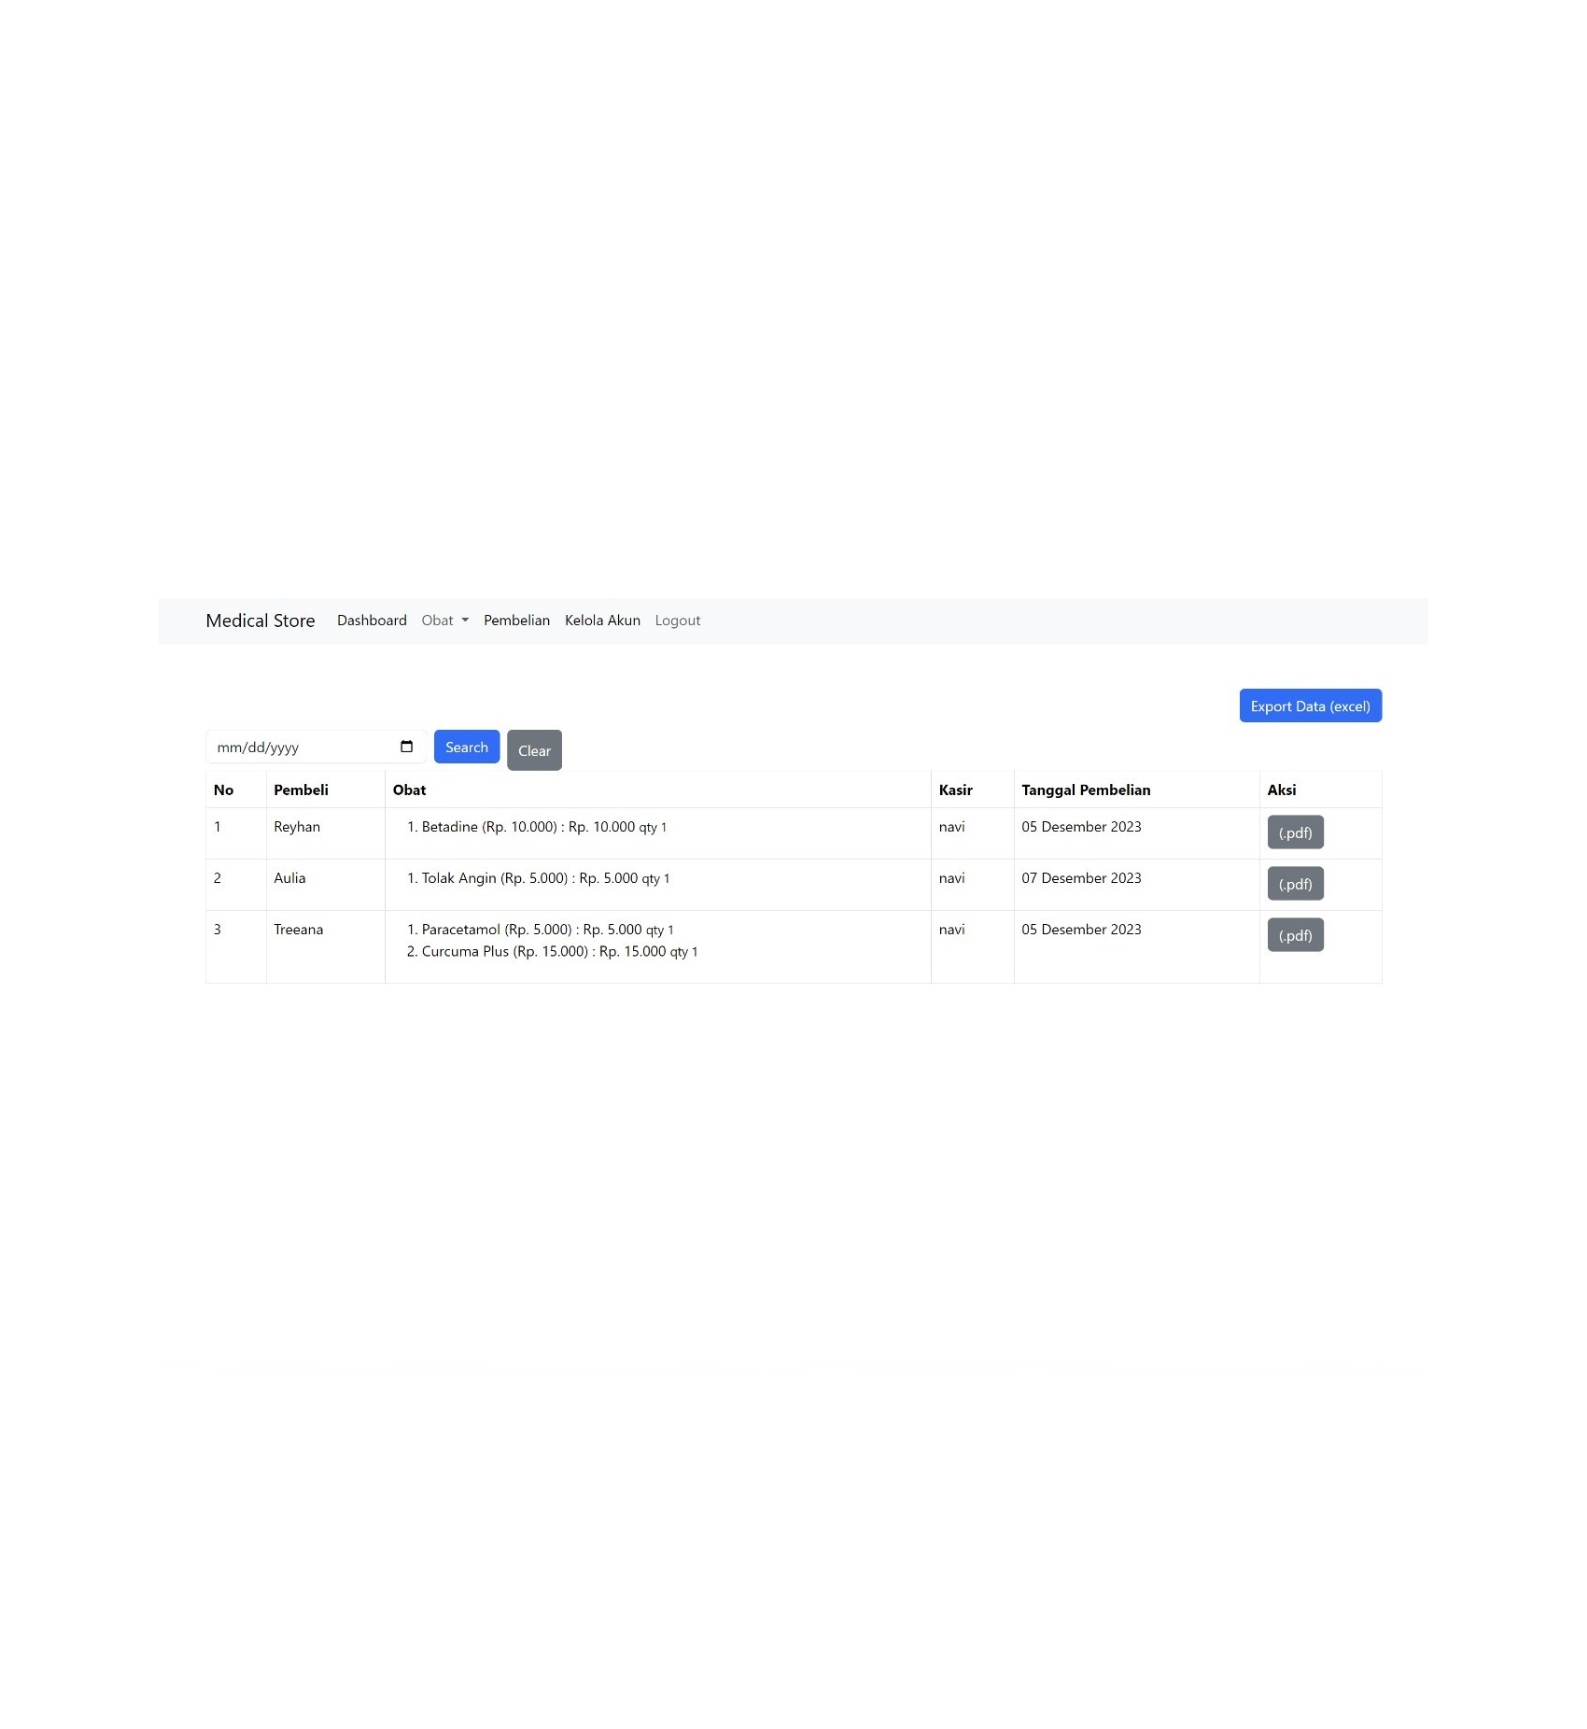 Medical Store Dashboard Obat Pembelian Kelola Akun Logout
Export Data (excel)
mm/dd/yyyy Search Clear
No Pembeli Obat Kasir Tanggal Pembelian Aksi
1 Reyhan 1. Betadine (Rp. 10.000) : Rp. 10.000 qty 1 navi 05 Desember 2023 (.pdf)
2 Aulia 1. Tolak Angin (Rp. 5.000) : Rp. 5.000 qty 1 navi 07 Desember 2023 (.pdf)
3 Treeana 1. Paracetamol (Rp. 5.000) : Rp. 5.000 qty 1 navi 05 Desember 2023 (.pdf)
2. Curcuma Plus (Rp. 15.000) : Rp. 15.000 qty 1